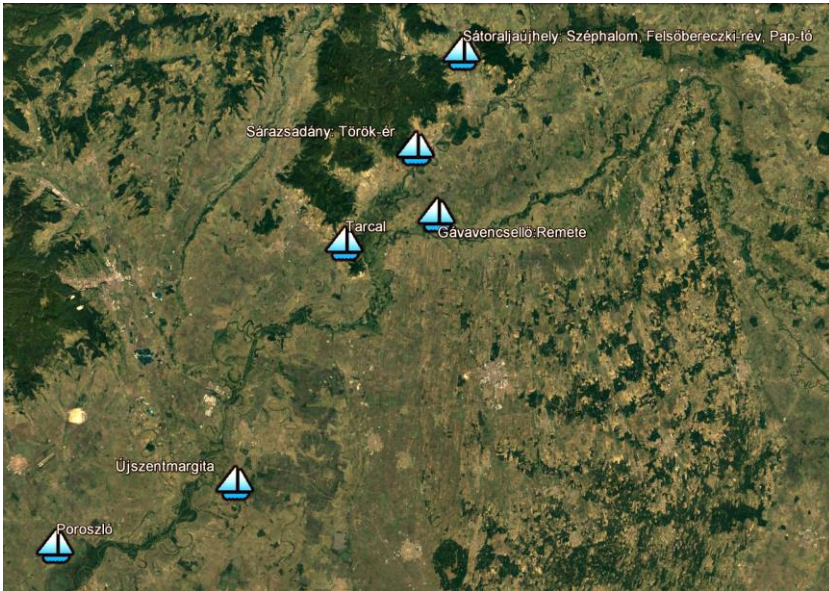 Sátoraljaújhely: Széphalom, Felsőbereczki-rév, Pap-tó
Sárazsadány: Török-ér
Tarcal
Gávavencsellő:Remete
Újszentmargita
Poroszló